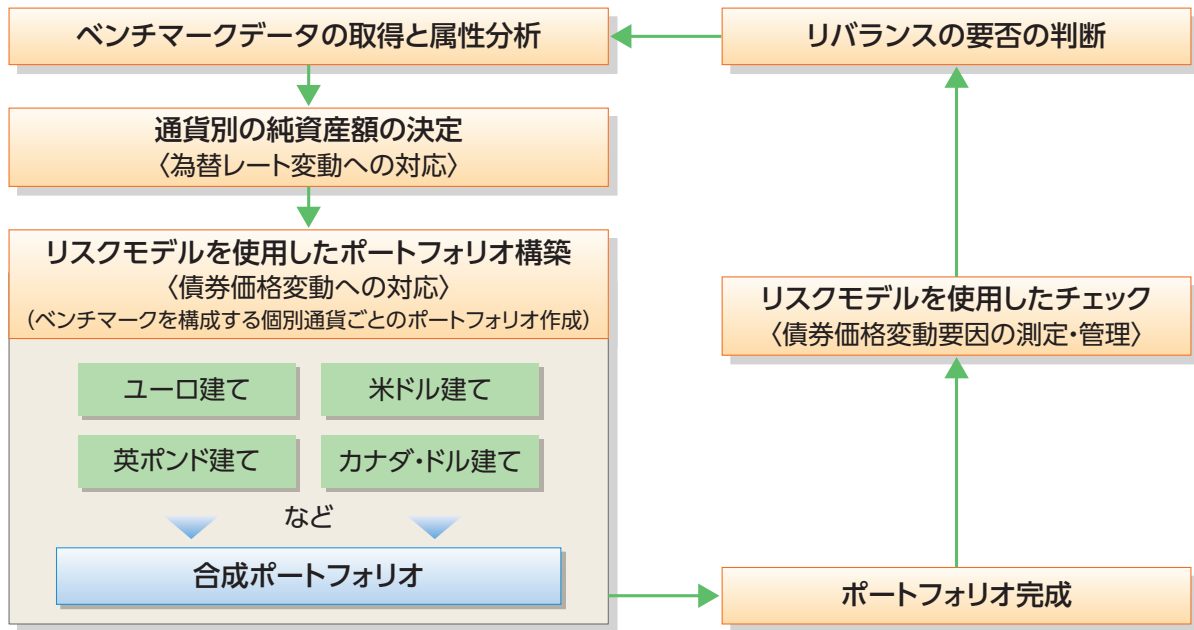 ベンチマークデータの取得と属性分析
通貨別の純資産額の決定
〈為替レート変動への対応〉
リスクモデルを使用したポートフォリオ構築
〈債券価格変動への対応〉
(ベンチマークを構成する個別通貨ごとのポートフォリオ作成)
ユーロ建て
米ドル建て
英ポンド建て
カナダ・ドル建て
など
合成ポートフォリオ
ポートフォリオ完成
リスクモデルを使用したチェック
〈債券価格変動要因の測定・管理〉
リバランスの要否の判断